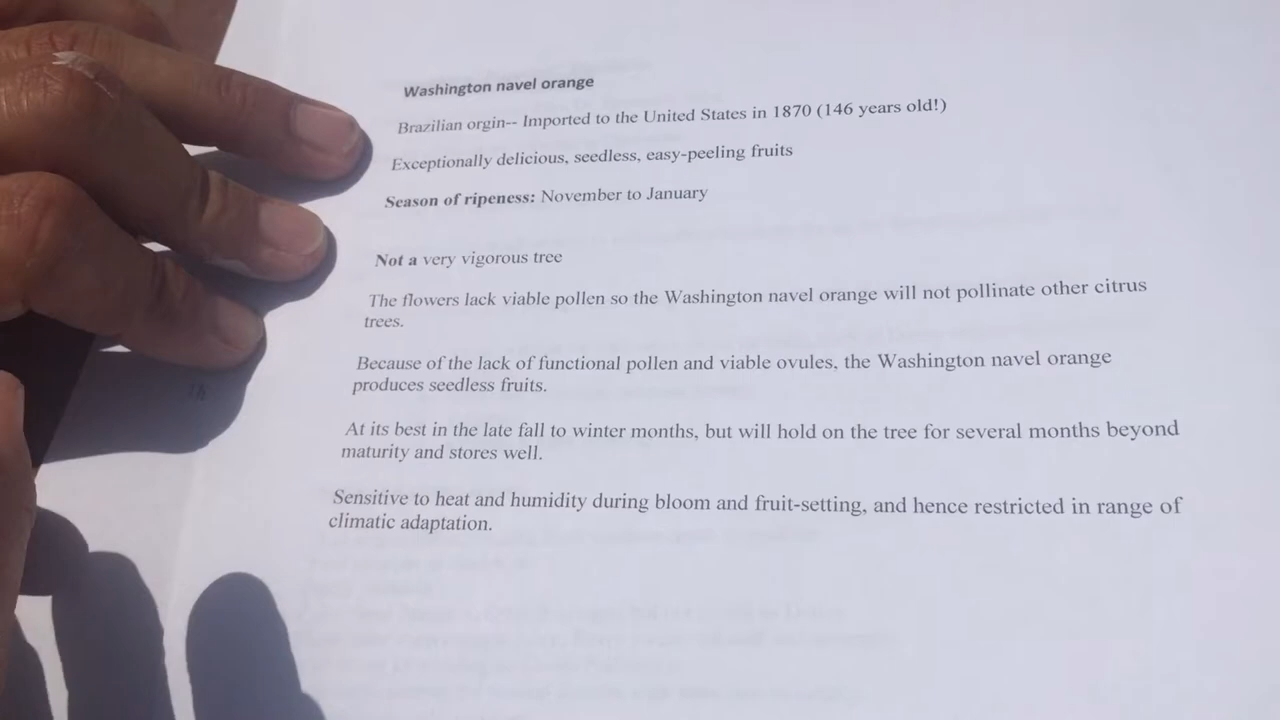 Washington navel orange
Brazilian orgin-- Imported to the United States in 1870 (146 years old!)
Exceptionally delicious, seedless, easy-peeling fruits
Season of ripeness: November to January
Not a very vigorous tree
The flowers lack viable pollen so the Washington navel orange will not pollinate other citrus
trees.
Because of the lack of functional pollen and viable ovules, the Washington navel orange
produces seedless fruits.
At its best in the late fall to winter months, but will hold on the tree for several months beyond
maturity and stores well.
Sensitive to heat and humidity during bloom and fruit-setting, and hence restricted in range of
climatic adaptation.